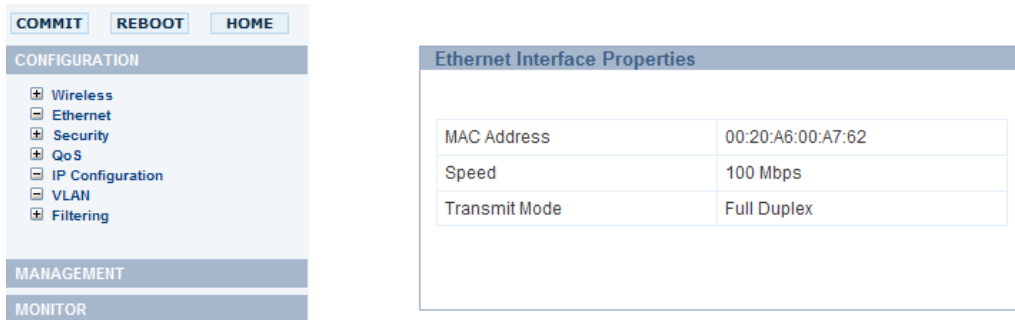 COMMIT REBOOT HOME
CONFIGURATION
Wireless
Ethernet
Security
QoS
IP Configuration
VLAN
Filtering
MANAGEMENT
MONITOR
Ethernet Interface Properties
MAC Address 00:20:A6:00:A7:62
Speed 100 Mbps
Transmit Mode Full Duplex